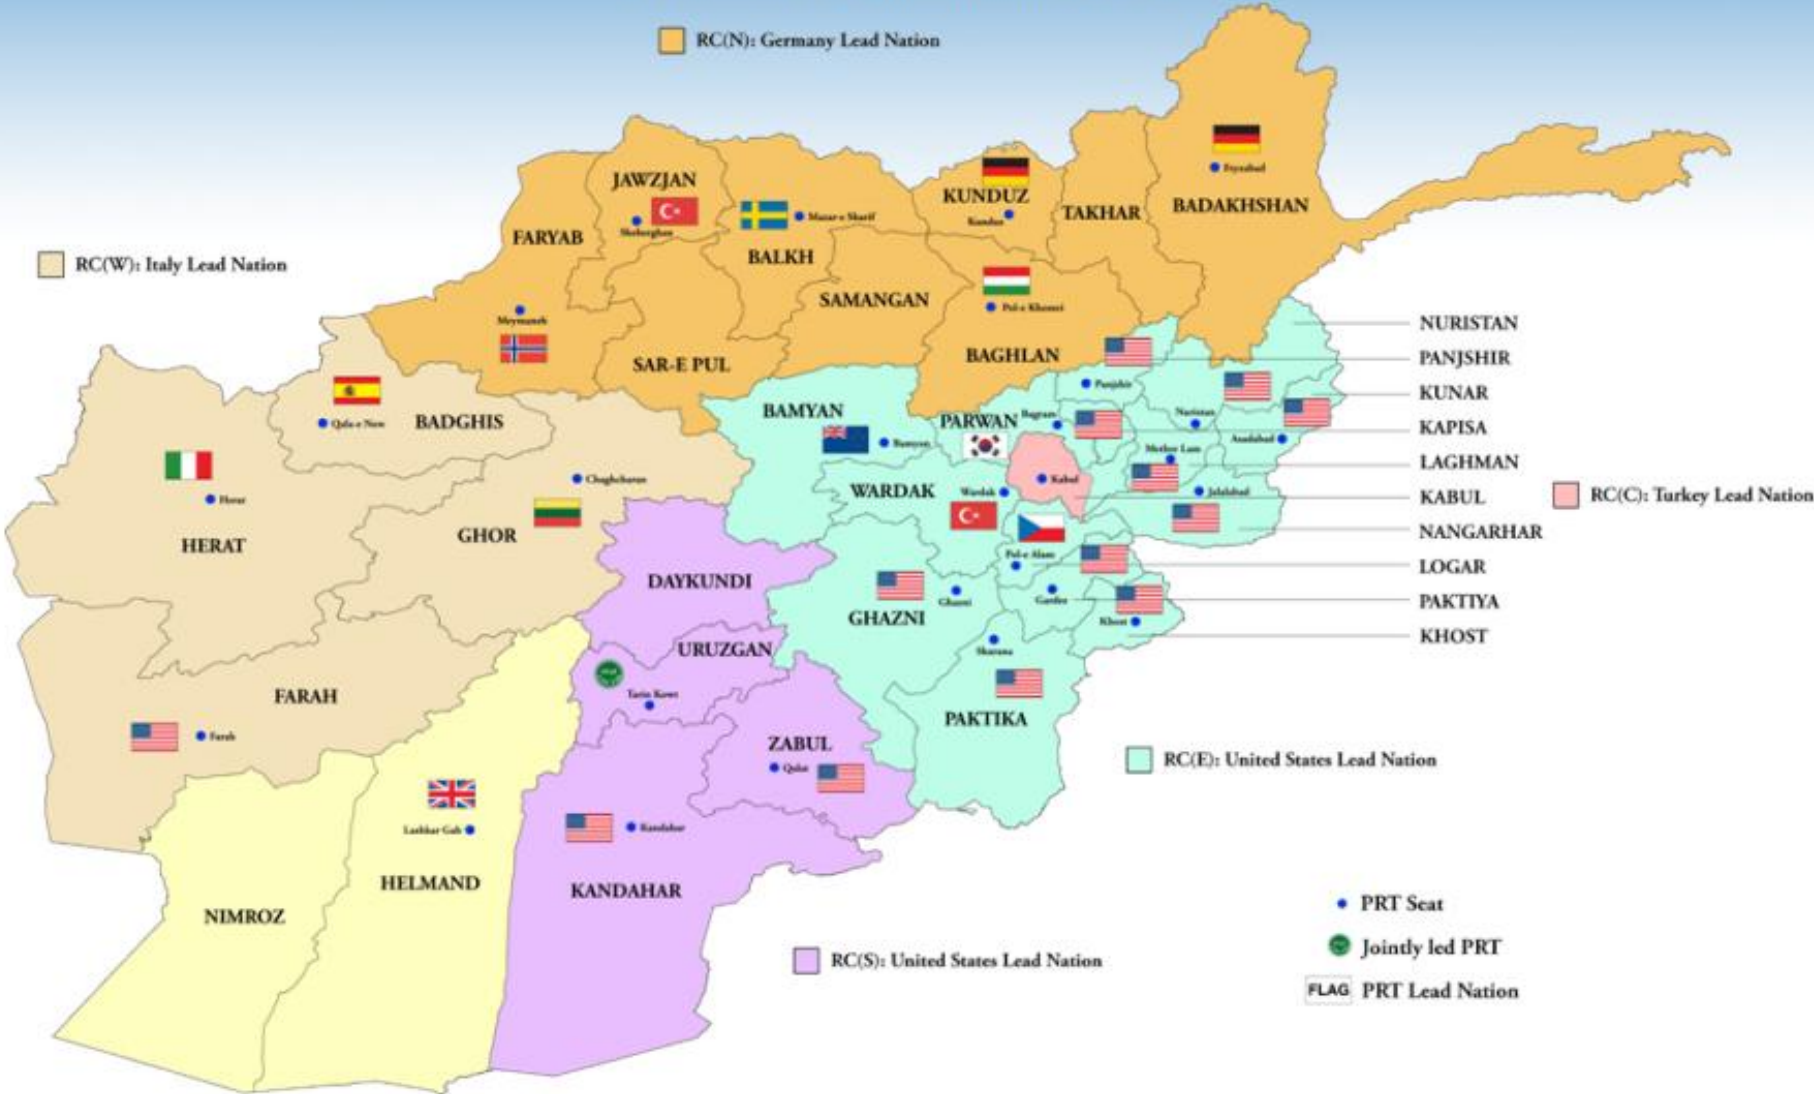 RC(N): Germany Lead Nation
JAWZJAN
Sheberghan
FARYAB
Meymaneh
Mazar-e Sharif
BALKH
KUNDUZ
Kunduz
TAKHAR
Fayzabad
BADAKHSHAN
RC(W): Italy Lead Nation
SAMANGAN
Pol-e Khomri
BAGHLAN
SAR-E PUL
NURISTAN
PANJSHIR
KUNAR
KAPISA
LAGHMAN
KABUL
NANGARHAR
LOGAR
PAKTIYA
KHOST
RC(C): Turkey Lead Nation
Qala-e Now
BADGHIS
BAMYAN
Bamyan
PARWAN
Bagram
Panjshir
Nuristan
Asadabad
Mether Lam
Jalalabad
Kabul
Herat
HERAT
Chaghcharan
GHOR
WARDAK
Wardak
Pol-e Alam
DAYKUNDI
GHAZNI
Ghazni
Gardez
Khost
Sharana
PAKTIKA
URUZGAN
Tarin Kowt
FARAH
Farah
ZABUL
Qalat
RC(E): United States Lead Nation
Lashkar Gah
HELMAND
Kandahar
KANDAHAR
NIMROZ
RC(S): United States Lead Nation
PRT Seat
Jointly led PRT
FLAG PRT Lead Nation